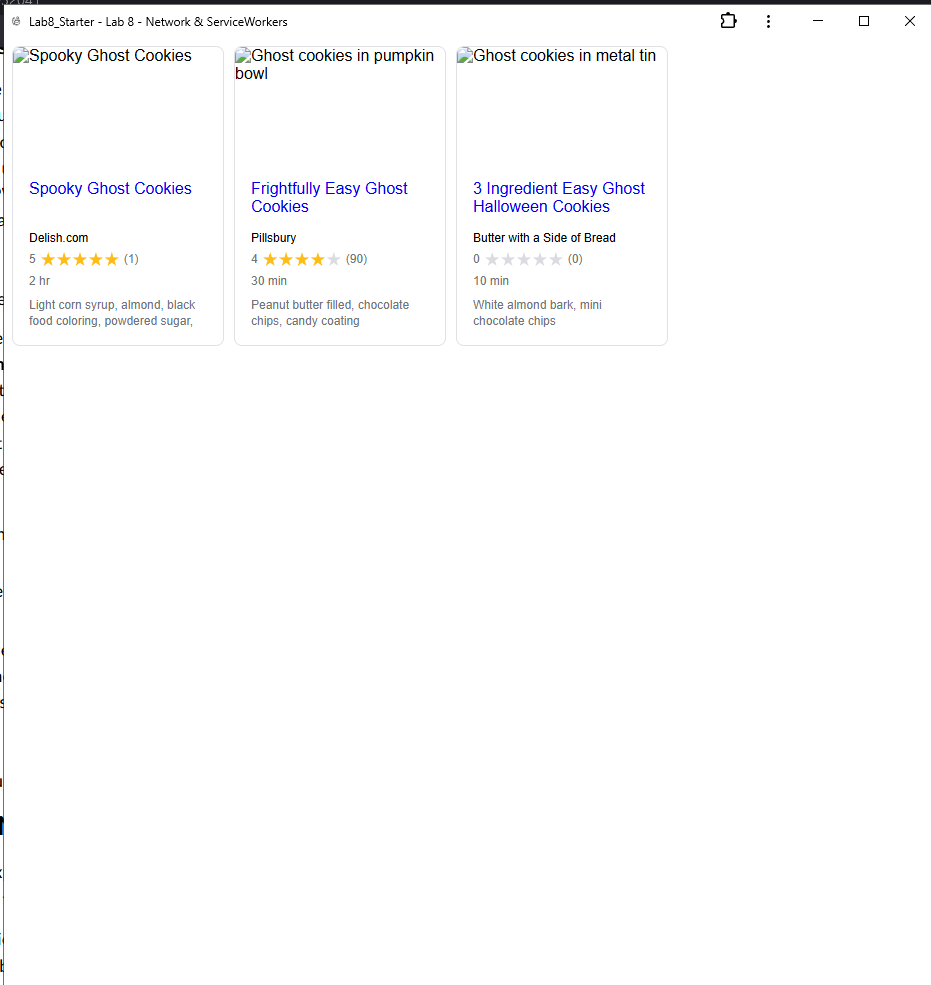 Lab8_Starter - Lab 8 - Network & ServiceWorkers
Spooky Ghost Cookies
Spooky Ghost Cookies
Delish.com
5 (1)
2 hr
Light corn syrup, almond, black
food coloring, powdered sugar,
Ghost cookies in pumpkin
bowl
Frightfully Easy Ghost
Cookies
Pillsbury
4 (90)
30 min
Peanut butter filled, chocolate
chips, candy coating
Ghost cookies in metal tin
3 Ingredient Easy Ghost
Halloween Cookies
Butter with a Side of Bread
0 (0)
10 min
White almond bark, mini
chocolate chips